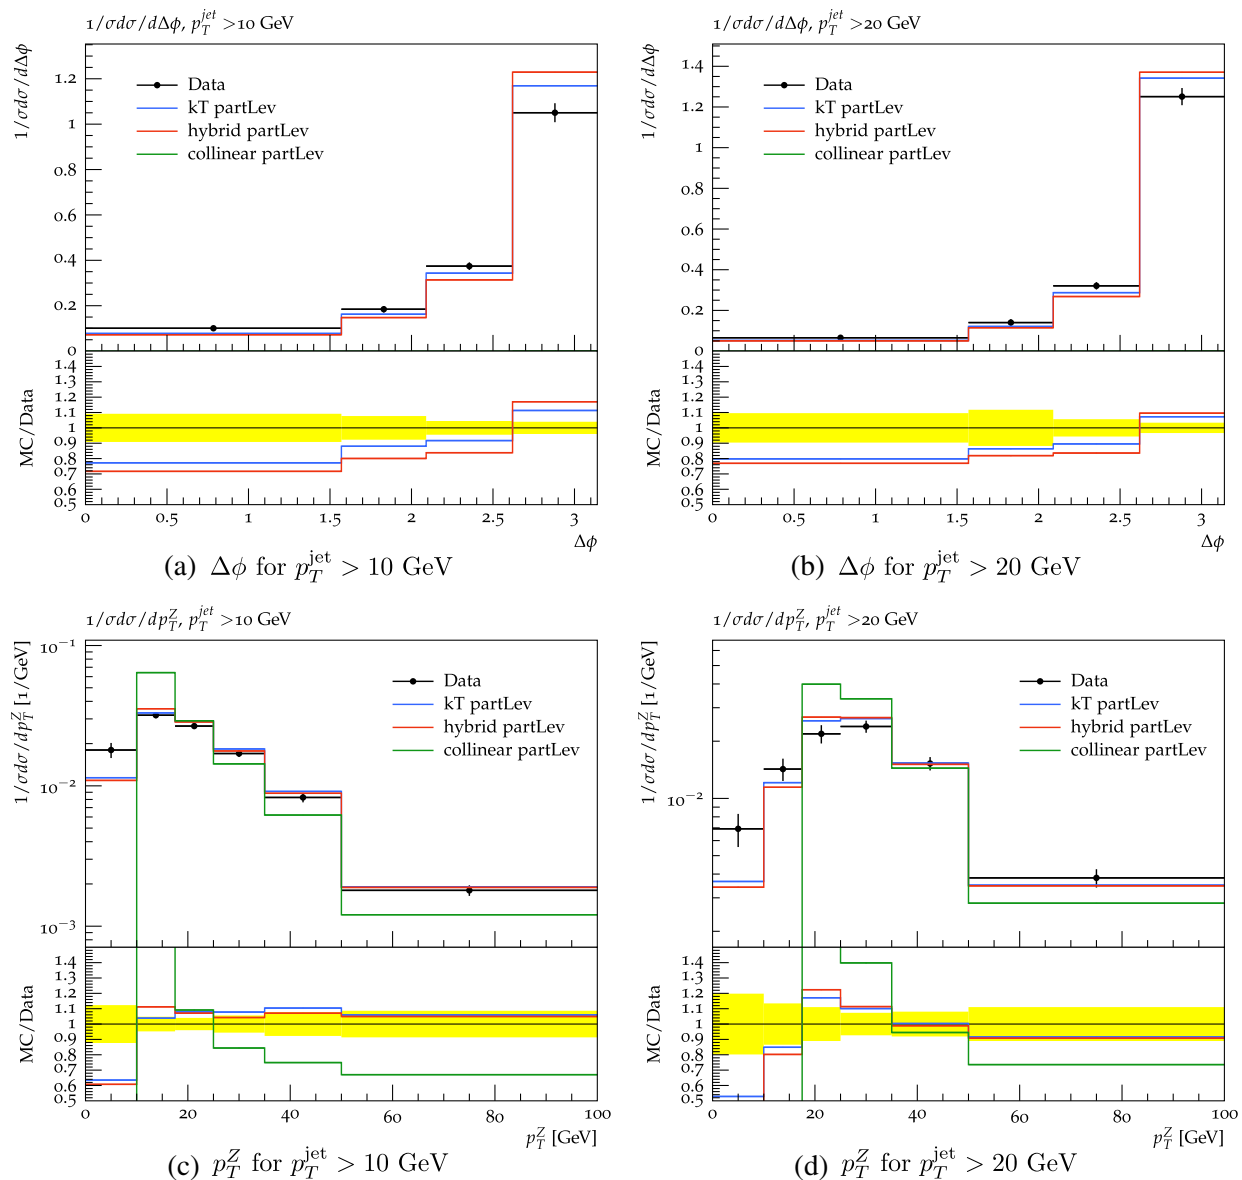 1/σdσ/dΔϕ, p_T^jet >10 GeV
1/σdσ/dΔϕ
Data
kT partLev
hybrid partLev
collinear partLev
1.2
1
0.8
0.6
0.4
0.2
0
MC/Data
1.4
1.3
1.2
1.1
1
0.9
0.8
0.7
0.6
0.5
0 0.5 1 1.5 2 2.5 3
Δϕ
(a) Δϕ for p_T^jet > 10 GeV
1/σdσ/dΔϕ, p_T^jet >20 GeV
1/σdσ/dΔϕ
Data
kT partLev
hybrid partLev
collinear partLev
1.4
1.2
1
0.8
0.6
0.4
0.2
0
MC/Data
1.4
1.3
1.2
1.1
1
0.9
0.8
0.7
0.6
0.5
0 0.5 1 1.5 2 2.5 3
Δϕ
(b) Δϕ for p_T^jet > 20 GeV
1/σdσ/dp_T^Z, p_T^jet >10 GeV
1/σdσ/dp_T^Z [1/GeV]
Data
kT partLev
hybrid partLev
collinear partLev
10^−1
10^−2
10^−3
MC/Data
1.4
1.3
1.2
1.1
1
0.9
0.8
0.7
0.6
0.5
0 20 40 60 80 100
p_T^Z [GeV]
(c) p_T^Z for p_T^jet > 10 GeV
1/σdσ/dp_T^Z, p_T^jet >20 GeV
1/σdσ/dp_T^Z [1/GeV]
Data
kT partLev
hybrid partLev
collinear partLev
10^−2
MC/Data
1.4
1.3
1.2
1.1
1
0.9
0.8
0.7
0.6
0.5
0 20 40 60 80 100
p_T^Z [GeV]
(d) p_T^Z for p_T^jet > 20 GeV